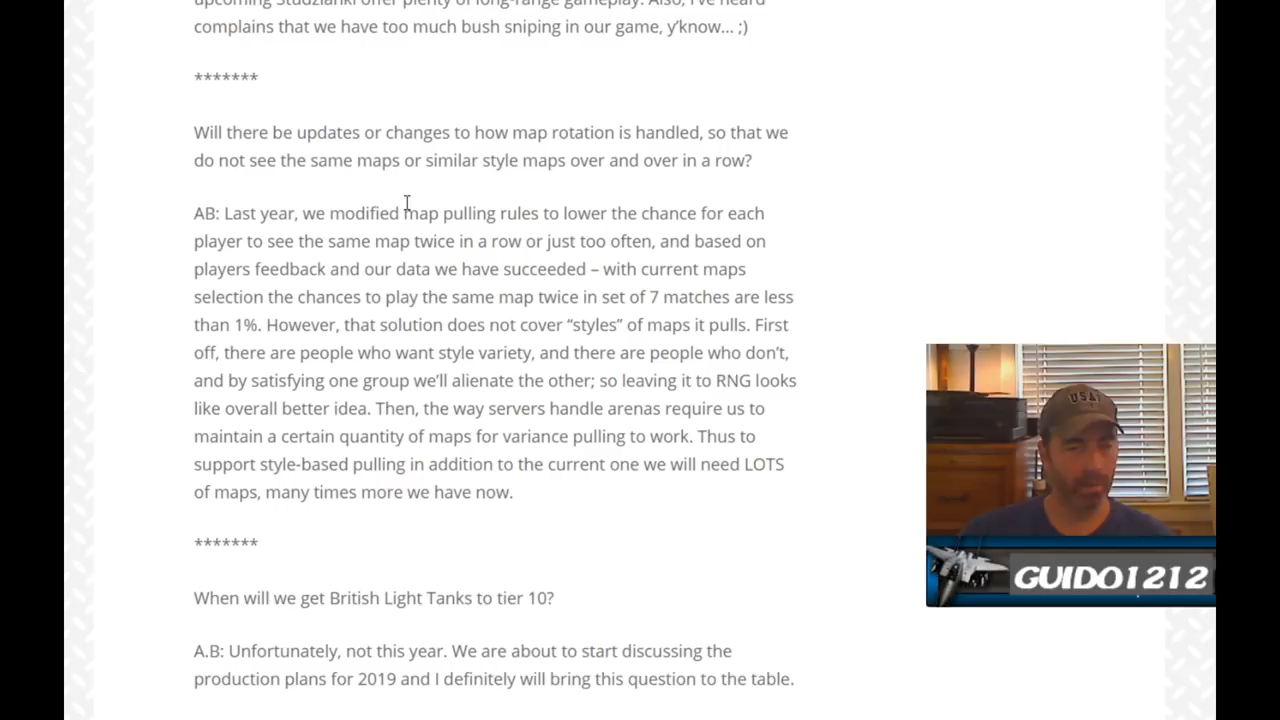 upcoming Studzianki offer plenty of long-range gameplay. Also, I've heard
complains that we have too much bush sniping in our game, y'know... ;)
*******
Will there be updates or changes to how map rotation is handled, so that we
do not see the same maps or similar style maps over and over in a row?
AB: Last year, we modified map pulling rules to lower the chance for each
player to see the same map twice in a row or just too often, and based on
players feedback and our data we have succeeded – with current maps
selection the chances to play the same map twice in set of 7 matches are less
than 1%. However, that solution does not cover “styles” of maps it pulls. First
off, there are people who want style variety, and there are people who don’t,
and by satisfying one group we’ll alienate the other; so leaving it to RNG looks
like overall better idea. Then, the way servers handle arenas require us to
maintain a certain quantity of maps for variance pulling to work. Thus to
support style-based pulling in addition to the current one we will need LOTS
of maps, many times more we have now.
*******
When will we get British Light Tanks to tier 10?
A.B: Unfortunately, not this year. We are about to start discussing the
production plans for 2019 and I definitely will bring this question to the table.
USA
GUIDO1212